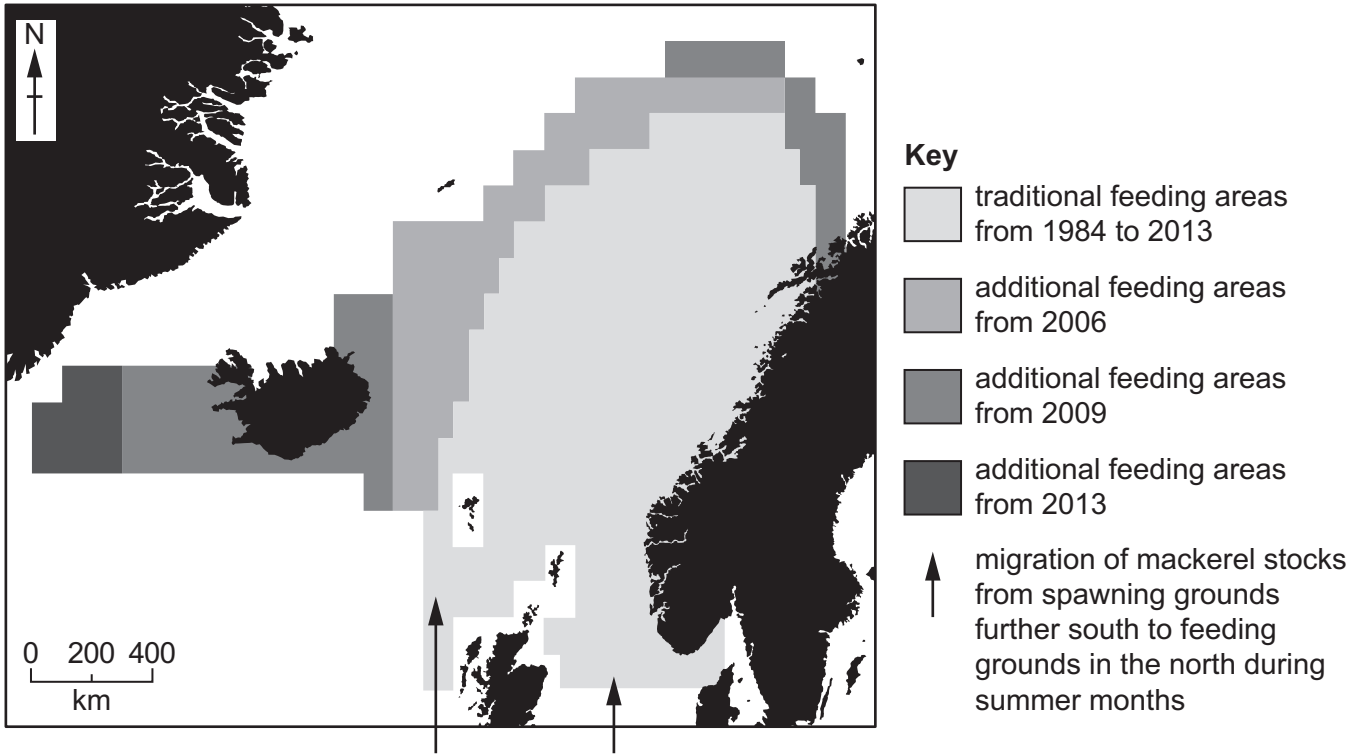 N
0 200 400
km
Key
traditional feeding areas
from 1984 to 2013
additional feeding areas
from 2006
additional feeding areas
from 2009
additional feeding areas
from 2013
migration of mackerel stocks
from spawning grounds
further south to feeding
grounds in the north during
summer months